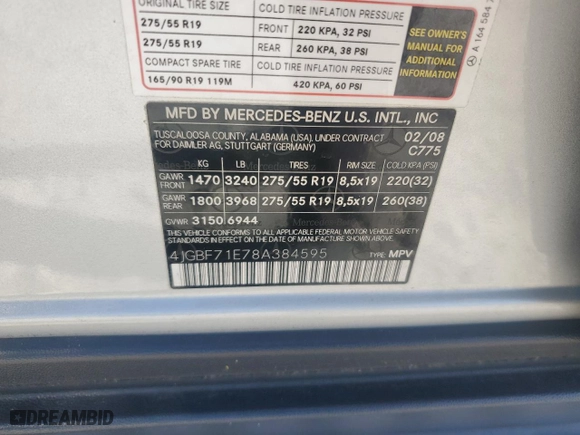 ORIGINAL TIRE SIZE COLD TIRE INFLATION PRESSURE
275/55 R19 FRONT 220 KPA, 32 PSI
275/55 R19 REAR 260 KPA, 38 PSI
COMPACT SPARE TIRE COLD TIRE INFLATION PRESSURE
165/90 R19 119M 420 KPA, 60 PSI
SEE OWNER'S
MANUAL FOR
ADDITIONAL
INFORMATION
A 164 584
MFD BY MERCEDES-BENZ U.S. INTL., INC
TUSCALOOSA COUNTY, ALABAMA (USA), UNDER CONTRACT 02/08
FOR DAIMLER AG, STUTTGART (GERMANY) C775
KG LB TIRES RIM SIZE COLD KPA (PSI)
GAWR FRONT 1470 3240 275/55 R19 8,5x19 220(32)
GAWR REAR 1800 3968 275/55 R19 8,5x19 260(38)
GVWR 3150 6944
THIS VEHICLE CONFORMS TO ALL APPLICABLE FEDERAL MOTOR VEHICLE
SAFETY STANDARDS IN EFFECT ON THE DATE OF MANUFACTURE SHOWN ABOVE.
4JGBF71E78A384595 TYPE: MPV
DREAMBID